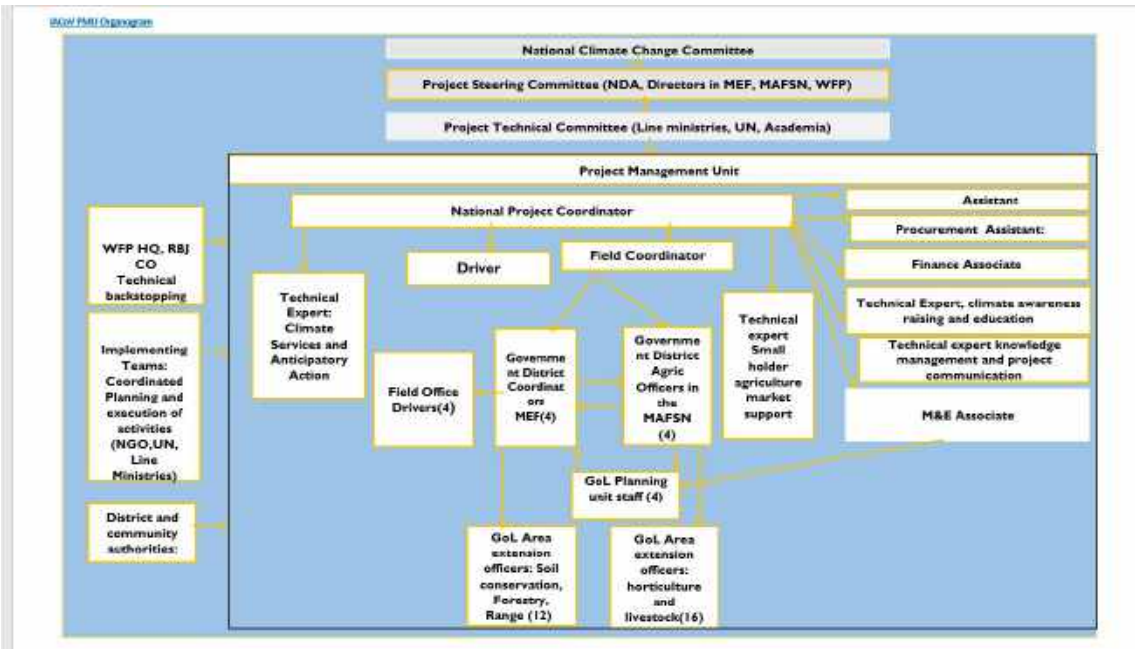 IACOV PMU Organogram
National Climate Change Committee
Project Steering Committee (NDA, Directors in MEF, MAFSN, WFP)
Project Technical Committee (Line ministries, UN, Academia)
Project Management Unit
National Project Coordinator
Assistant
Procurement Assistant:
Finance Associate
Technical Expert, climate awareness
raising and education
Technical expert knowledge
management and project
communication
M&E Associate
WFP HQ, RBJ
CO
Technical
backstopping
Implementing
Teams:
Coordinated
Planning and
execution of
activities
(NGO,UN,
Line
Ministries)
District and
community
authorities:
Driver
Field Coordinator
Technical
Expert:
Climate
Services and
Anticipatory
Action
Field Office
Drivers(4)
Governme
nt District
Coordinat
ors
MEF(4)
Governme
nt District
Agric
Officers in
the
MAFSN
(4)
Technical
expert
Small
holder
agriculture
market
support
GoL Planning
unit staff (4)
GoL Area
extension
officers: Soil
conservation,
Forestry,
Range (12)
GoL Area
extension
officers:
horticulture
and
livestock(16)